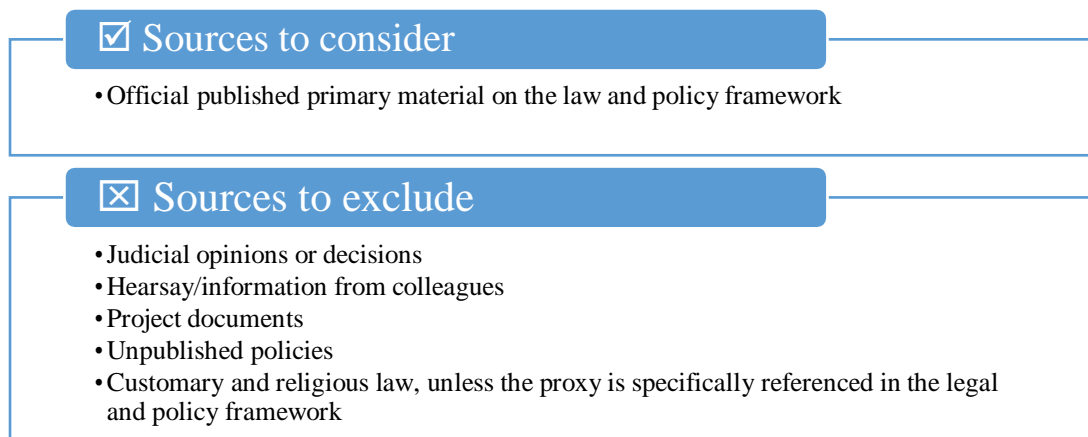 ☑ Sources to consider
•Official published primary material on the law and policy framework
☒ Sources to exclude
•Judicial opinions or decisions
•Hearsay/information from colleagues
•Project documents
•Unpublished policies
•Customary and religious law, unless the proxy is specifically referenced in the legal
and policy framework